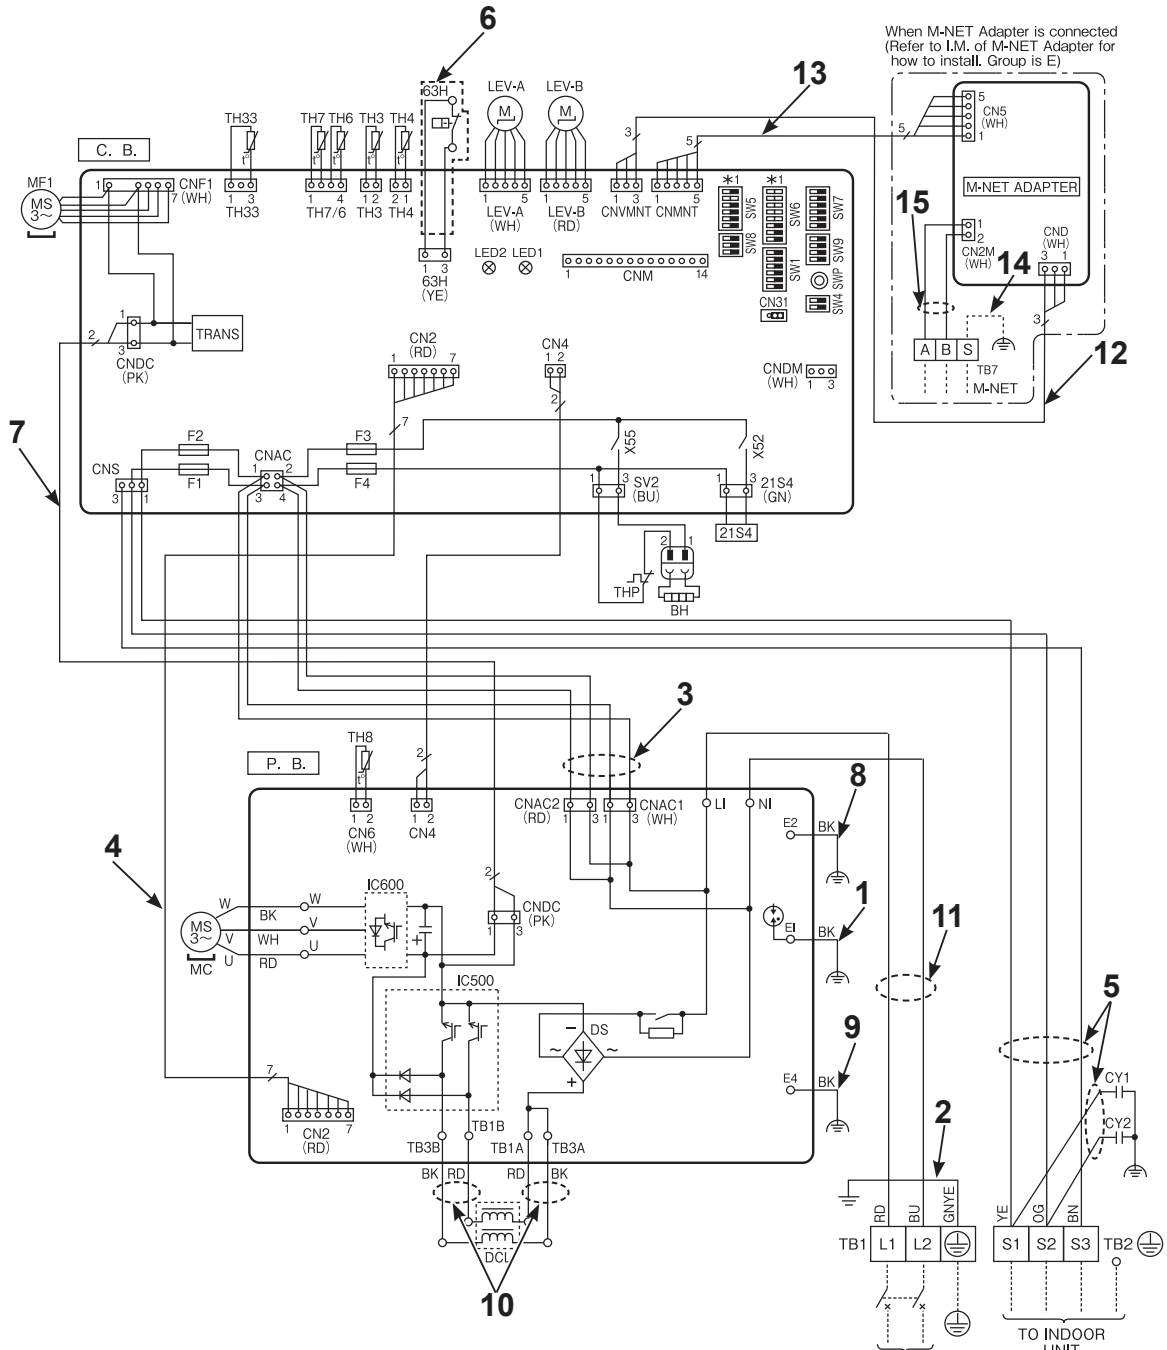 When M-NET Adapter is connected
(Refer to I.M. of M-NET Adapter for
how to install. Group is E)
6
13
63H
LEV-A
LEV-B
M
M
TH33
TH7 TH6
TH3
TH4
t°
t°
t°
t°
t°
3
5
5
5
CN5
(WH)
1
C. B.
MF1
MS
3~
1
CNF1
7 (WH)
1 3
TH33
1 4
TH7/6
1 2
TH3
2 1
TH4
1 5
LEV-A
(WH)
1 5
LEV-B
(RD)
1 3
CNVMNT
1 5
CNMNT
*1
SW5
SW8
*1
SW6
SW1
SW7
SW9
SWP
SW4
CN31
M-NET ADAPTER
15
1
2
CN2M
(WH)
CND
(WH)
3 1
14
3
A B S
TB7
M-NET
12
1 3
63H
(YE)
LED2 LED1
1 14
CNM
1
3
2
CNDC
(PK)
TRANS
CN2
(RD)
1 7
7
CN4
1 2
2
CNDM
(WH) 1 3
7
F2
F1
CNAC
1 2
3 4
F3
F4
CNS
3 1
X55
X52
1 3
SV2
(BU)
1 3
21S4
(GN)
21S4
2 1
THP
BH
3
TH8
t°
P. B.
2
1 2
CN6
(WH)
1 2
CN4
CNAC2
(RD) 1 3
CNAC1
1 3 (WH)
LI
NI
8
E2
BK
4
2
IC600
CNDC
(PK)
1 3
MS
3~
MC
W
BK
W
V
WH
V
U
RD
U
+
1
E1
BK
11
IC500
DS
−
~ ~
+
9
E4
BK
5
CY1
CY2
7
1 7
CN2
(RD)
TB3B
TB1B
TB1A
TB3A
BK RD
RD BK
DCL
10
2
RD
BU
GNYE
YE
OG
BN
TB1
L1 L2
S1 S2 S3
TB2
TO INDOOR
UNIT